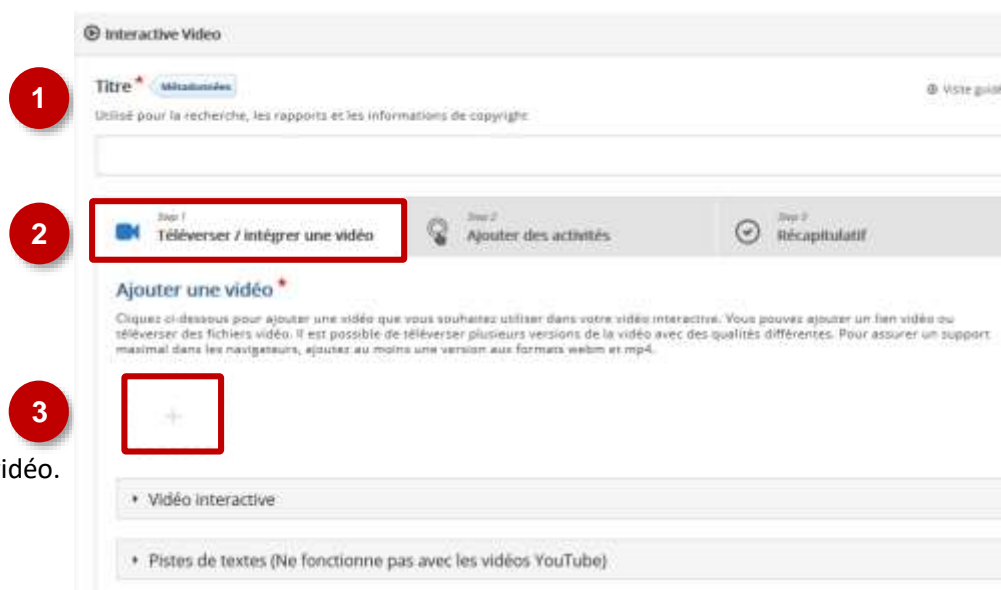 Interactive Video
1
Titre * Métadonnées
Visite guidé
Utilisé pour la recherche, les rapports et les informations de copyright
2
Step 1
Téléverser / intégrer une vidéo
Step 2
Ajouter des activités
Step 3
Récapitulatif
Ajouter une vidéo *
Cliquez ci-dessous pour ajouter une vidéo que vous souhaitez utiliser dans votre vidéo interactive. Vous pouvez ajouter un lien vidéo ou
téléverser des fichiers vidéo. Il est possible de téléverser plusieurs versions de la vidéo avec des qualités différentes. Pour assurer un support
maximal dans les navigateurs, ajoutez au moins une version aux formats webm et mp4.
3
+
idéo.
Vidéo interactive
Pistes de textes (Ne fonctionne pas avec les vidéos YouTube)